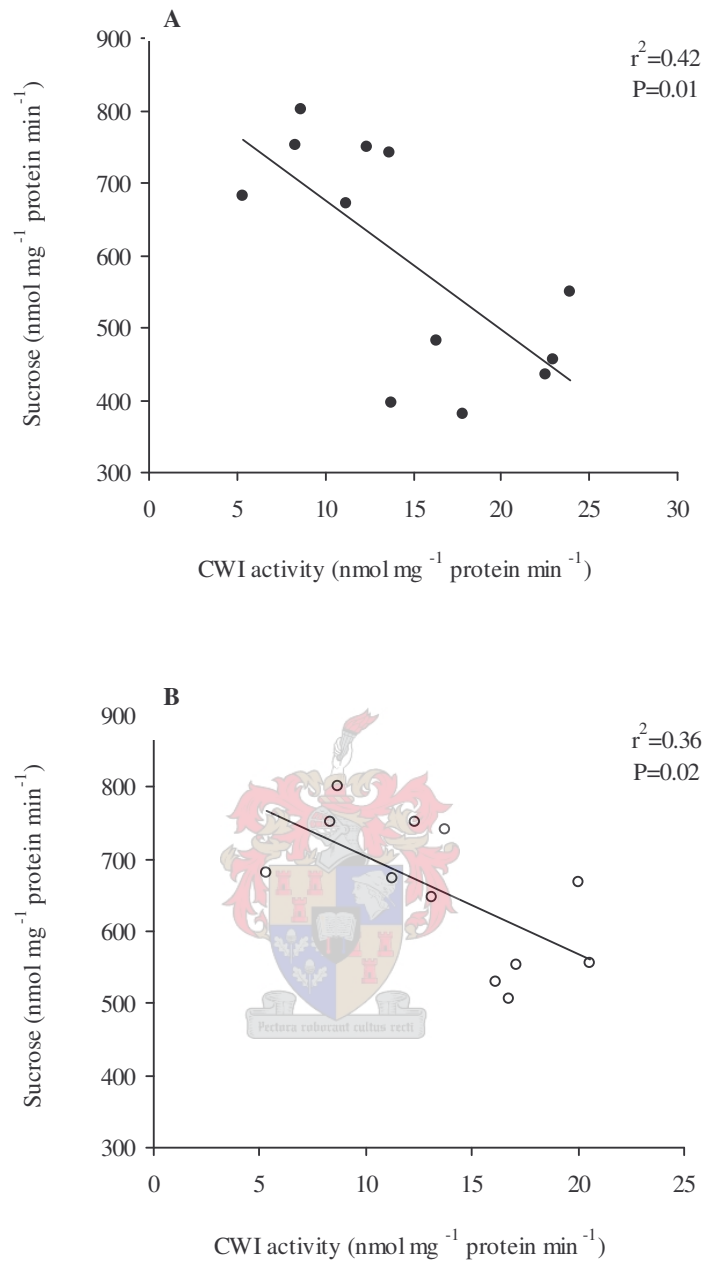 A
r²=0.42
P=0.01
900
800
700
600
500
400
300
Sucrose (nmol mg⁻¹ protein min⁻¹)
0 5 10 15 20 25 30
CWI activity (nmol mg ⁻¹ protein min ⁻¹)
B
r²=0.36
P=0.02
900
800
700
600
500
400
300
Sucrose (nmol mg⁻¹ protein min⁻¹)
Pectora roborant cultus recti
0 5 10 15 20 25
CWI activity (nmol mg ⁻¹ protein min ⁻¹)